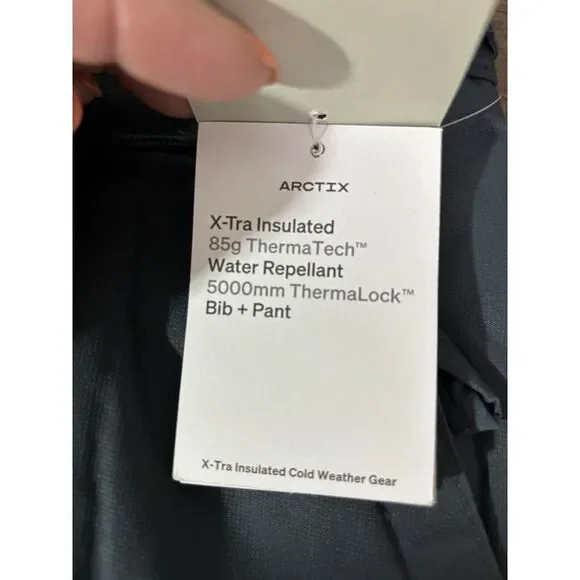 ARCTIX
X-Tra Insulated
85g ThermaTech™
Water Repellant
5000mm ThermaLock™
Bib + Pant
X-Tra Insulated Cold Weather Gear